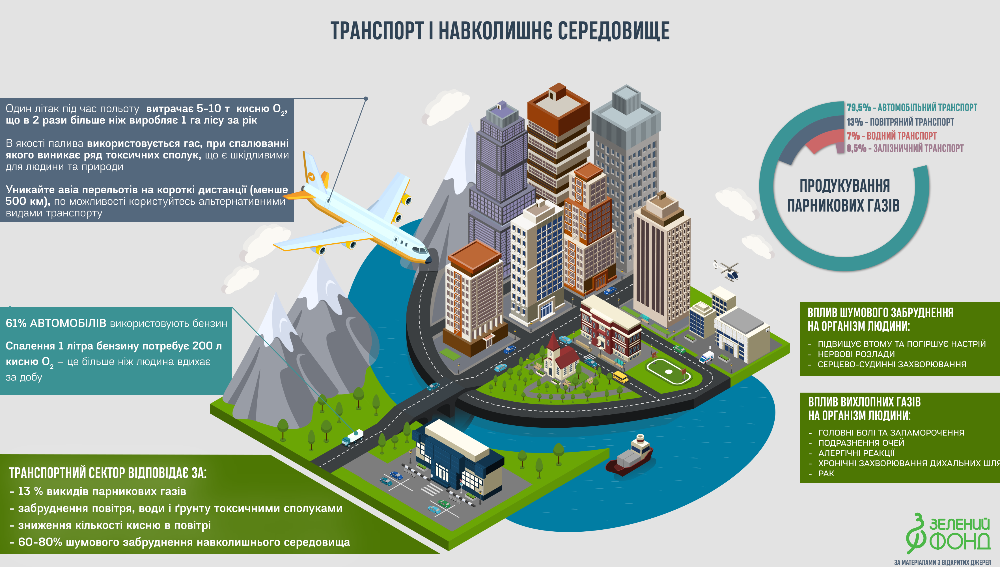 ТРАНСПОРТ І НАВКОЛИШНЄ СЕРЕДОВИЩЕ
Один літак під час польоту витрачає 5-10 т кисню O₂,
що в 2 рази більше ніж виробляє 1 га лісу за рік
В якості палива використовується гас, при спалюванні
якого виникає ряд токсичних сполук, що є шкідливими
для людини та природи
Уникайте авіа перельотів на короткі дистанції (менше
500 км), по можливості користуйтесь альтернативними
видами транспорту
79,5% - АВТОМОБІЛЬНИЙ ТРАНСПОРТ
13% - ПОВІТРЯНИЙ ТРАНСПОРТ
7% - ВОДНИЙ ТРАНСПОРТ
0,5% - ЗАЛІЗНИЧНИЙ ТРАНСПОРТ
ПРОДУКУВАННЯ
ПАРНИКОВИХ ГАЗІВ
61% АВТОМОБІЛІВ використовують бензин
Спалення 1 літра бензину потребує 200 л
кисню O₂ – це більше ніж людина вдихає
за добу
ВПЛИВ ШУМОВОГО ЗАБРУДНЕННЯ
НА ОРГАНІЗМ ЛЮДИНИ:
- ПІДВИЩУЄ ВТОМУ ТА ПОГІРШУЄ НАСТРІЙ
- НЕРВОВІ РОЗЛАДИ
- СЕРЦЕВО-СУДИННІ ЗАХВОРЮВАННЯ
ВПЛИВ ВИХЛОПНИХ ГАЗІВ
НА ОРГАНІЗМ ЛЮДИНИ:
- ГОЛОВНІ БОЛІ ТА ЗАПАМОРОЧЕННЯ
- ПОДРАЗНЕННЯ ОЧЕЙ
- АЛЕРГІЧНІ РЕАКЦІЇ
- ХРОНІЧНІ ЗАХВОРЮВАННЯ ДИХАЛЬНИХ ШЛЯ
- РАК
ТРАНСПОРТНИЙ СЕКТОР ВІДПОВІДАЄ ЗА:
- 13 % викидів парникових газів
- забруднення повітря, води і ґрунту токсичними сполуками
- зниження кількості кисню в повітрі
- 60-80% шумового забруднення навколишнього середовища
ЗЕЛЕНИЙ
ФОНД
ЗА МАТЕРІАЛАМИ З ВІДКРИТИХ ДЖЕРЕЛ